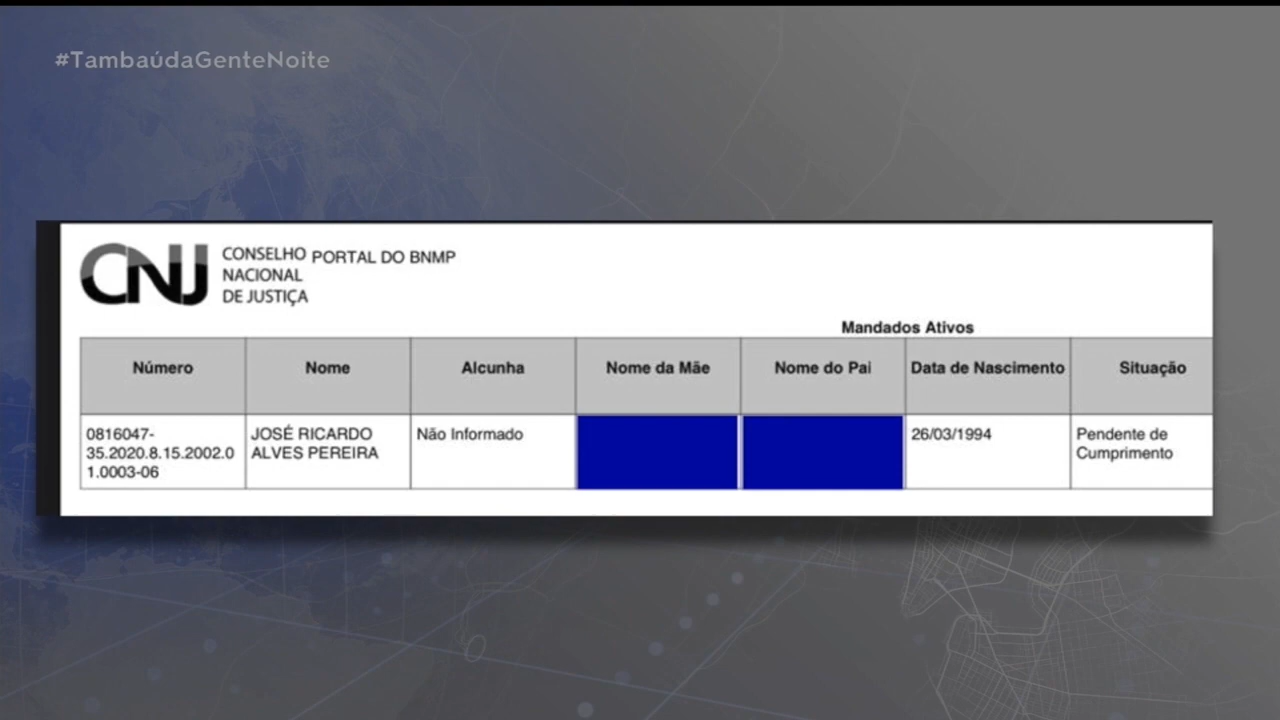 #TambaúdaGenteNoite
CNJ CONSELHO NACIONAL DE JUSTIÇA PORTAL DO BNMP
Mandados Ativos
Número Nome Alcunha Nome da Mãe Nome do Pai Data de Nascimento Situação
0816047-35.2020.8.15.2002.01.0003-06 JOSÉ RICARDO ALVES PEREIRA Não Informado 26/03/1994 Pendente de Cumprimento